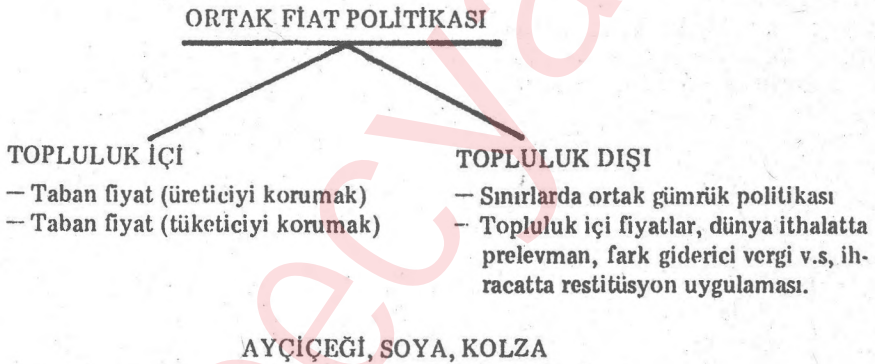 ORTAK FİAT POLİTİKASI
TOPLULUK İÇİ
— Taban fiyat (üreticiyi korumak)
— Taban fiyat (tüketiciyi korumak)
TOPLULUK DIŞI
— Sınırlarda ortak gümrük politikası
— Topluluk içi fiyatlar, dünya ithalatta
prelevman, fark giderici vergi v.s, ih-
racatta restitüsyon uygulaması.
AYÇİÇEĞİ, SOYA, KOLZA